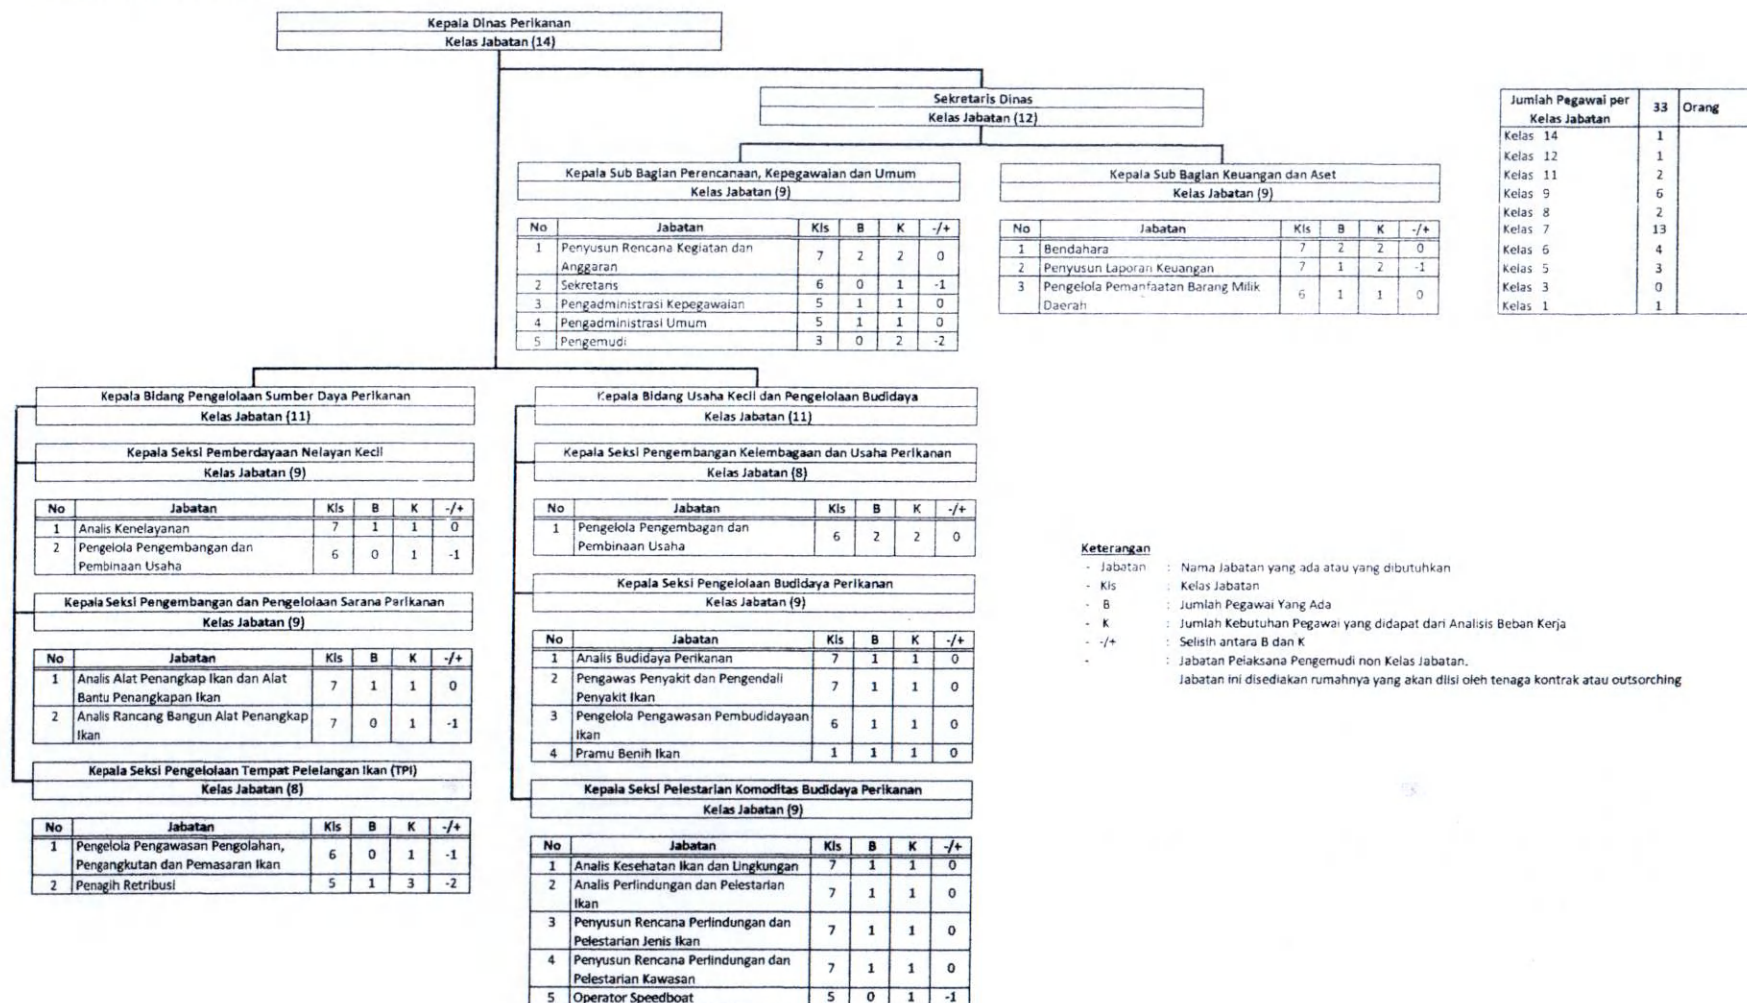 Kepala Dinas Perikanan
Kelas Jabatan (14)
Sekretaris Dinas
Kelas Jabatan (12)
Jumlah Pegawai per Kelas Jabatan 33 Orang
Kelas 14 1
Kelas 12 1
Kelas 11 2
Kelas 9 6
Kelas 8 2
Kelas 7 13
Kelas 6 4
Kelas 5 3
Kelas 3 0
Kelas 1 1
Kepala Sub Bagian Perencanaan, Kepegawaian dan Umum
Kelas Jabatan (9)
No Jabatan Kls B K -/+
1 Penyusun Rencana Kegiatan dan
Anggaran 7 2 2 0
2 Sekretaris 6 0 1 -1
3 Pengadministrasi Kepegawaian 5 1 1 0
4 Pengadministrasi Umum 5 1 1 0
5 Pengemudi 3 0 2 -2
Kepala Sub Bagian Keuangan dan Aset
Kelas Jabatan (9)
No Jabatan Kls B K -/+
1 Bendahara 7 2 2 0
2 Penyusun Laporan Keuangan 7 1 2 -1
3 Pengelola Pemanfaatan Barang Milik
Daerah 6 1 1 0
Kepala Bidang Pengelolaan Sumber Daya Perikanan
Kelas Jabatan (11)
Kepala Seksi Pemberdayaan Nelayan Kecil
Kelas Jabatan (9)
No Jabatan Kls B K -/+
1 Analis Kenelayanan 7 1 1 0
2 Pengelola Pengembangan dan
Pembinaan Usaha 6 0 1 -1
Kepala Seksi Pengembangan dan Pengelolaan Sarana Perikanan
Kelas Jabatan (9)
No Jabatan Kls B K -/+
1 Analis Alat Penangkap Ikan dan Alat
Bantu Penangkapan Ikan 7 1 1 0
2 Analis Rancang Bangun Alat Penangkap
Ikan 7 0 1 -1
Kepala Seksi Pengelolaan Tempat Pelelangan Ikan (TPI)
Kelas Jabatan (8)
No Jabatan Kls B K -/+
1 Pengelola Pengawasan Pengolahan,
Pengangkutan dan Pemasaran Ikan 6 0 1 -1
2 Penagih Retribusi 5 1 3 -2
Kepala Bidang Usaha Kecil dan Pengelolaan Budidaya
Kelas Jabatan (11)
Kepala Seksi Pengembangan Kelembagaan dan Usaha Perikanan
Kelas Jabatan (8)
No Jabatan Kls B K -/+
1 Pengelola Pengembagan dan
Pembinaan Usaha 6 2 2 0
Kepala Seksi Pengelolaan Budidaya Perikanan
Kelas Jabatan (9)
No Jabatan Kls B K -/+
1 Analis Budidaya Perikanan 7 1 1 0
2 Pengawas Penyakit dan Pengendali
Penyakit Ikan 7 1 1 0
3 Pengelola Pengawasan Pembudidayaan
Ikan 6 1 1 0
4 Pramu Benih Ikan 1 1 1 0
Kepala Seksi Pelestarian Komoditas Budidaya Perikanan
Kelas Jabatan (9)
No Jabatan Kls B K -/+
1 Analis Kesehatan Ikan dan Lingkungan 7 1 1 0
2 Analis Perlindungan dan Pelestarian
Ikan 7 1 1 0
3 Penyusun Rencana Perlindungan dan
Pelestarian Jenis Ikan 7 1 1 0
4 Penyusun Rencana Perlindungan dan
Pelestarian Kawasan 7 1 1 0
5 Operator Speedboat 5 0 1 -1
Keterangan
- Jabatan : Nama Jabatan yang ada atau yang dibutuhkan
- Kls : Kelas Jabatan
- B : Jumlah Pegawai Yang Ada
- K : Jumlah Kebutuhan Pegawai yang didapat dari Analisis Beban Kerja
- -/+ : Selisih antara B dan K
- : Jabatan Pelaksana Pengemudi non Kelas Jabatan.
Jabatan ini disediakan rumahnya yang akan diisi oleh tenaga kontrak atau outsorching